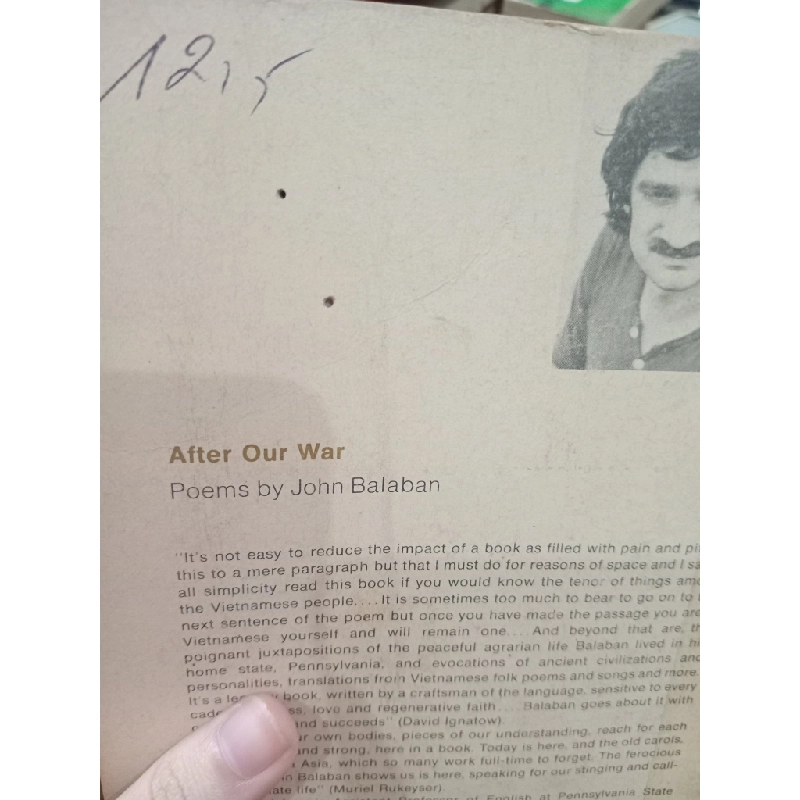 12,5
After Our War
Poems by John Balaban
"It's not easy to reduce the impact of a book as filled with pain and
this to a mere paragraph but that I must do for reasons of space and I
all simplicity read this book if you would know the tenor of things
the Vietnamese people....It is sometimes too much to bear to go on to
next sentence of the poem but once you have made the passage you are
Vietnamese yourself and will remain one... And beyond that are,
poignant juxtapositions of the peaceful agrarian life Balaban lived in
home state, Pennsylvania, and evocations of ancient civilizations and
personalities, translations from Vietnamese folk poems and songs and more.
It's a book, written by a craftsman of the language, sensitive to every
love and regenerative faith....Balaban goes about it with
and succeeds" (David Ignatow).
own bodies, pieces of our understanding, reach for each
and strong, here in a book. Today is here, and the old carols,
Asia, which so many work full-time to forget. The ferocious
Balaban shows us is here, speaking for our stinging and call-
life" (Muriel Rukeyser).
Professor of English at Pennsylvania State